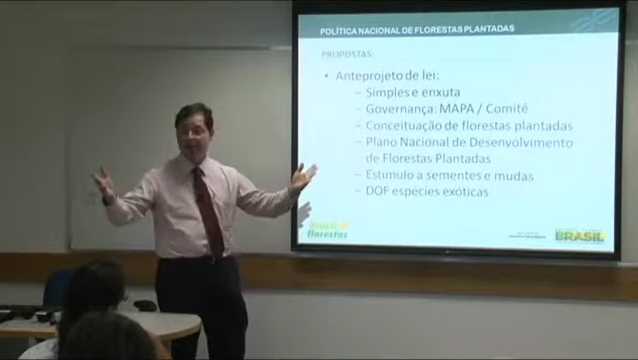 POLÍTICA NACIONAL DE FLORESTAS PLANTADAS
PROPOSTAS:
• Anteprojeto de lei:
– Simples e enxuta
– Governança: MAPA / Comitê
– Conceituação de florestas plantadas
– Plano Nacional de Desenvolvimento
de Florestas Plantadas
– Estímulo a sementes e mudas
– DOF espécies exóticas
florestas
BRASIL